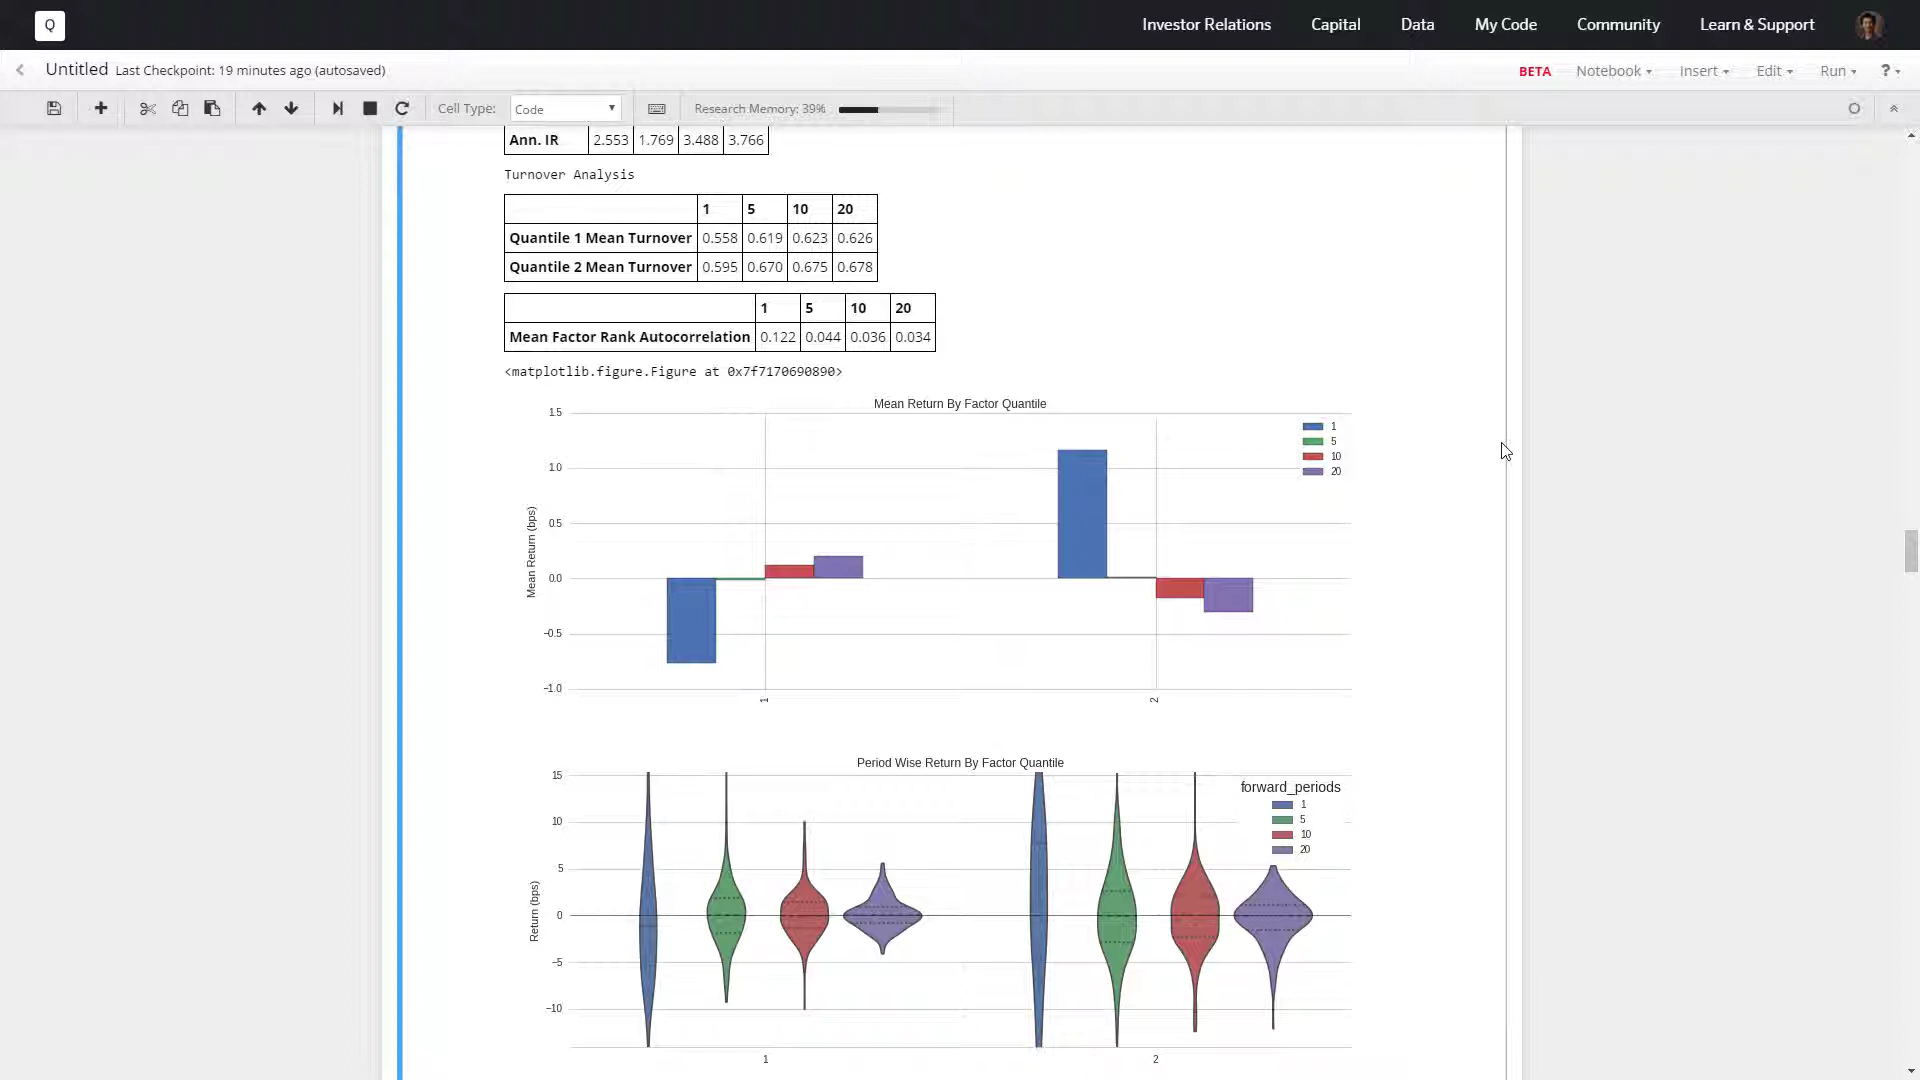 Q Investor Relations Capital Data My Code Community Learn & Support
Untitled Last Checkpoint: 19 minutes ago (autosaved) BETA Notebook Insert Edit Run ?
Cell Type: Code Research Memory: 39%
Ann. IR 2.553 1.769 3.488 3.766
Turnover Analysis
1 5 10 20
Quantile 1 Mean Turnover 0.558 0.619 0.623 0.626
Quantile 2 Mean Turnover 0.595 0.670 0.675 0.678
1 5 10 20
Mean Factor Rank Autocorrelation 0.122 0.044 0.036 0.034
<matplotlib.figure.Figure at 0x7f7170690890>
Mean Return By Factor Quantile
1.5
1.0
0.5
0.0
−0.5
−1.0
Mean Return (bps)
1
5
10
20
1 2
Period Wise Return By Factor Quantile
15
10
5
0
−5
−10
Return (bps)
forward_periods
1
5
10
20
1 2